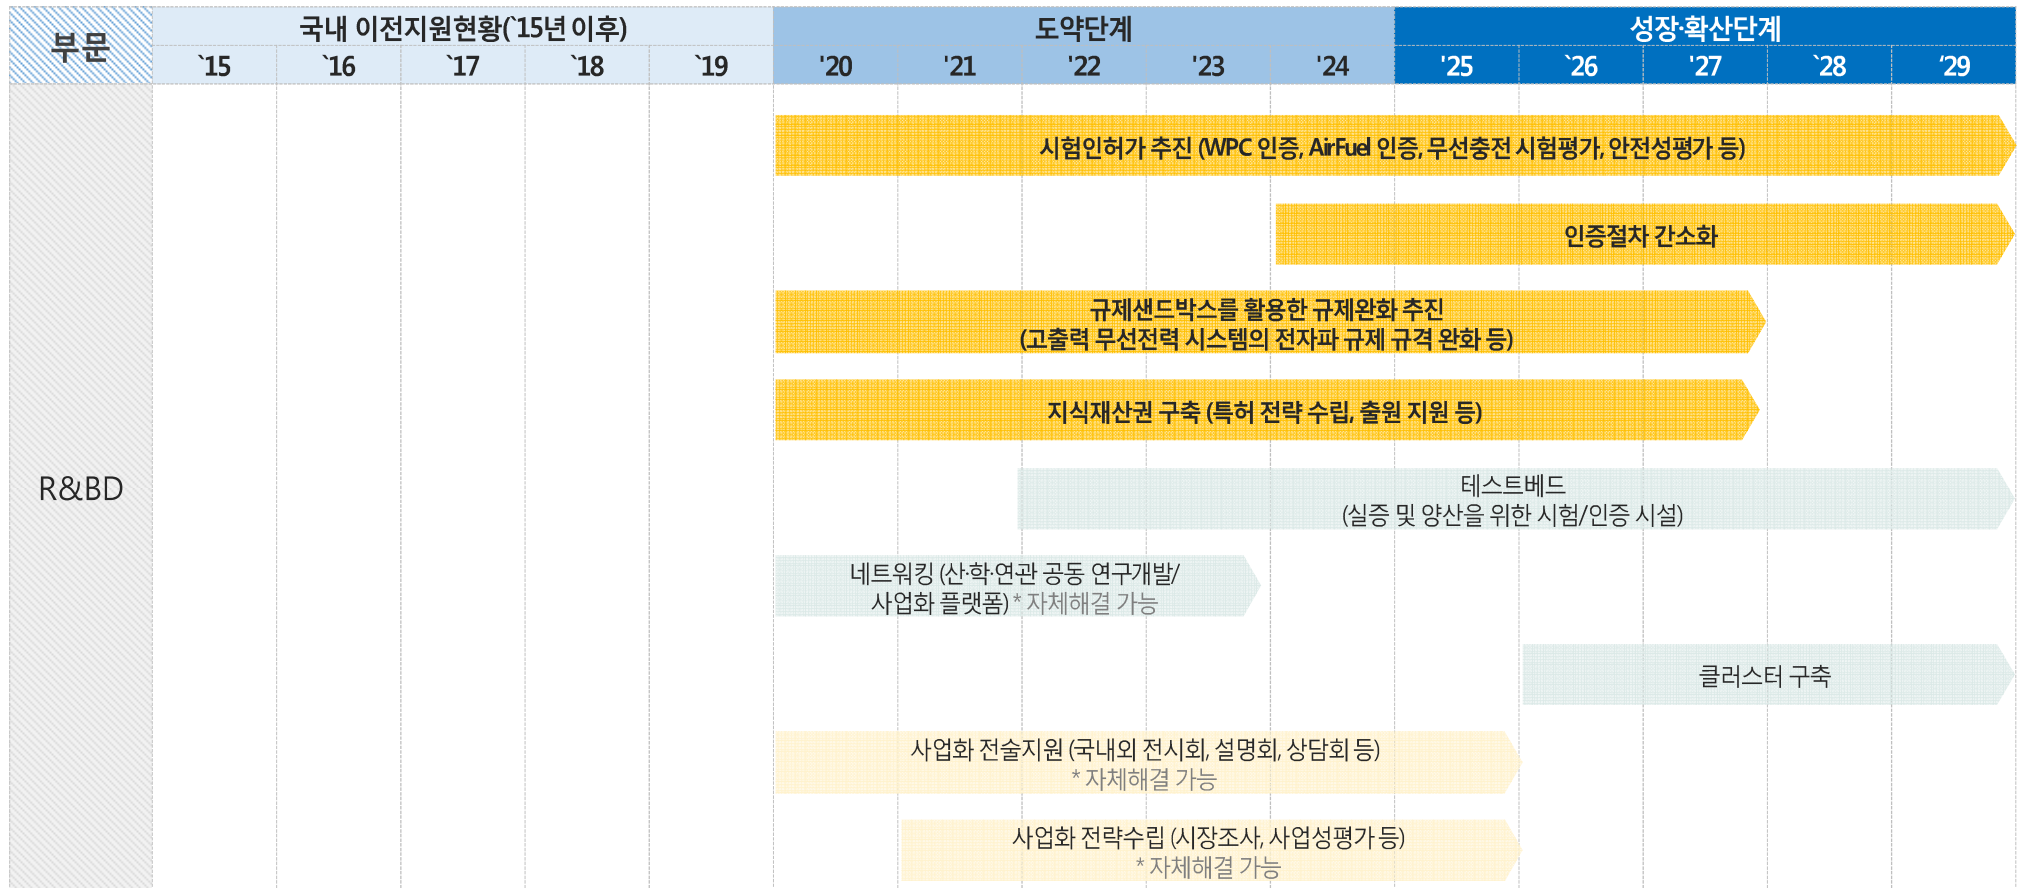 부문
국내 이전지원현황(`15년 이후)
도약단계
성장·확산단계
`15 `16 `17 `18 `19 '20 '21 '22 '23 '24 '25 `26 '27 `28 ‘29
R&BD
시험인허가 추진 (WPC 인증, AirFuel 인증, 무선충전 시험평가, 안전성평가 등)
인증절차 간소화
규제샌드박스를 활용한 규제완화 추진
(고출력 무선전력 시스템의 전자파 규제 규격 완화 등)
지식재산권 구축 (특허 전략 수립, 출원 지원 등)
테스트베드
(실증 및 양산을 위한 시험/인증 시설)
네트워킹 (산·학·연·관 공동 연구개발/
사업화 플랫폼) * 자체해결 가능
클러스터 구축
사업화 전술지원 (국내외 전시회, 설명회, 상담회 등)
* 자체해결 가능
사업화 전략수립 (시장조사, 사업성평가 등)
* 자체해결 가능